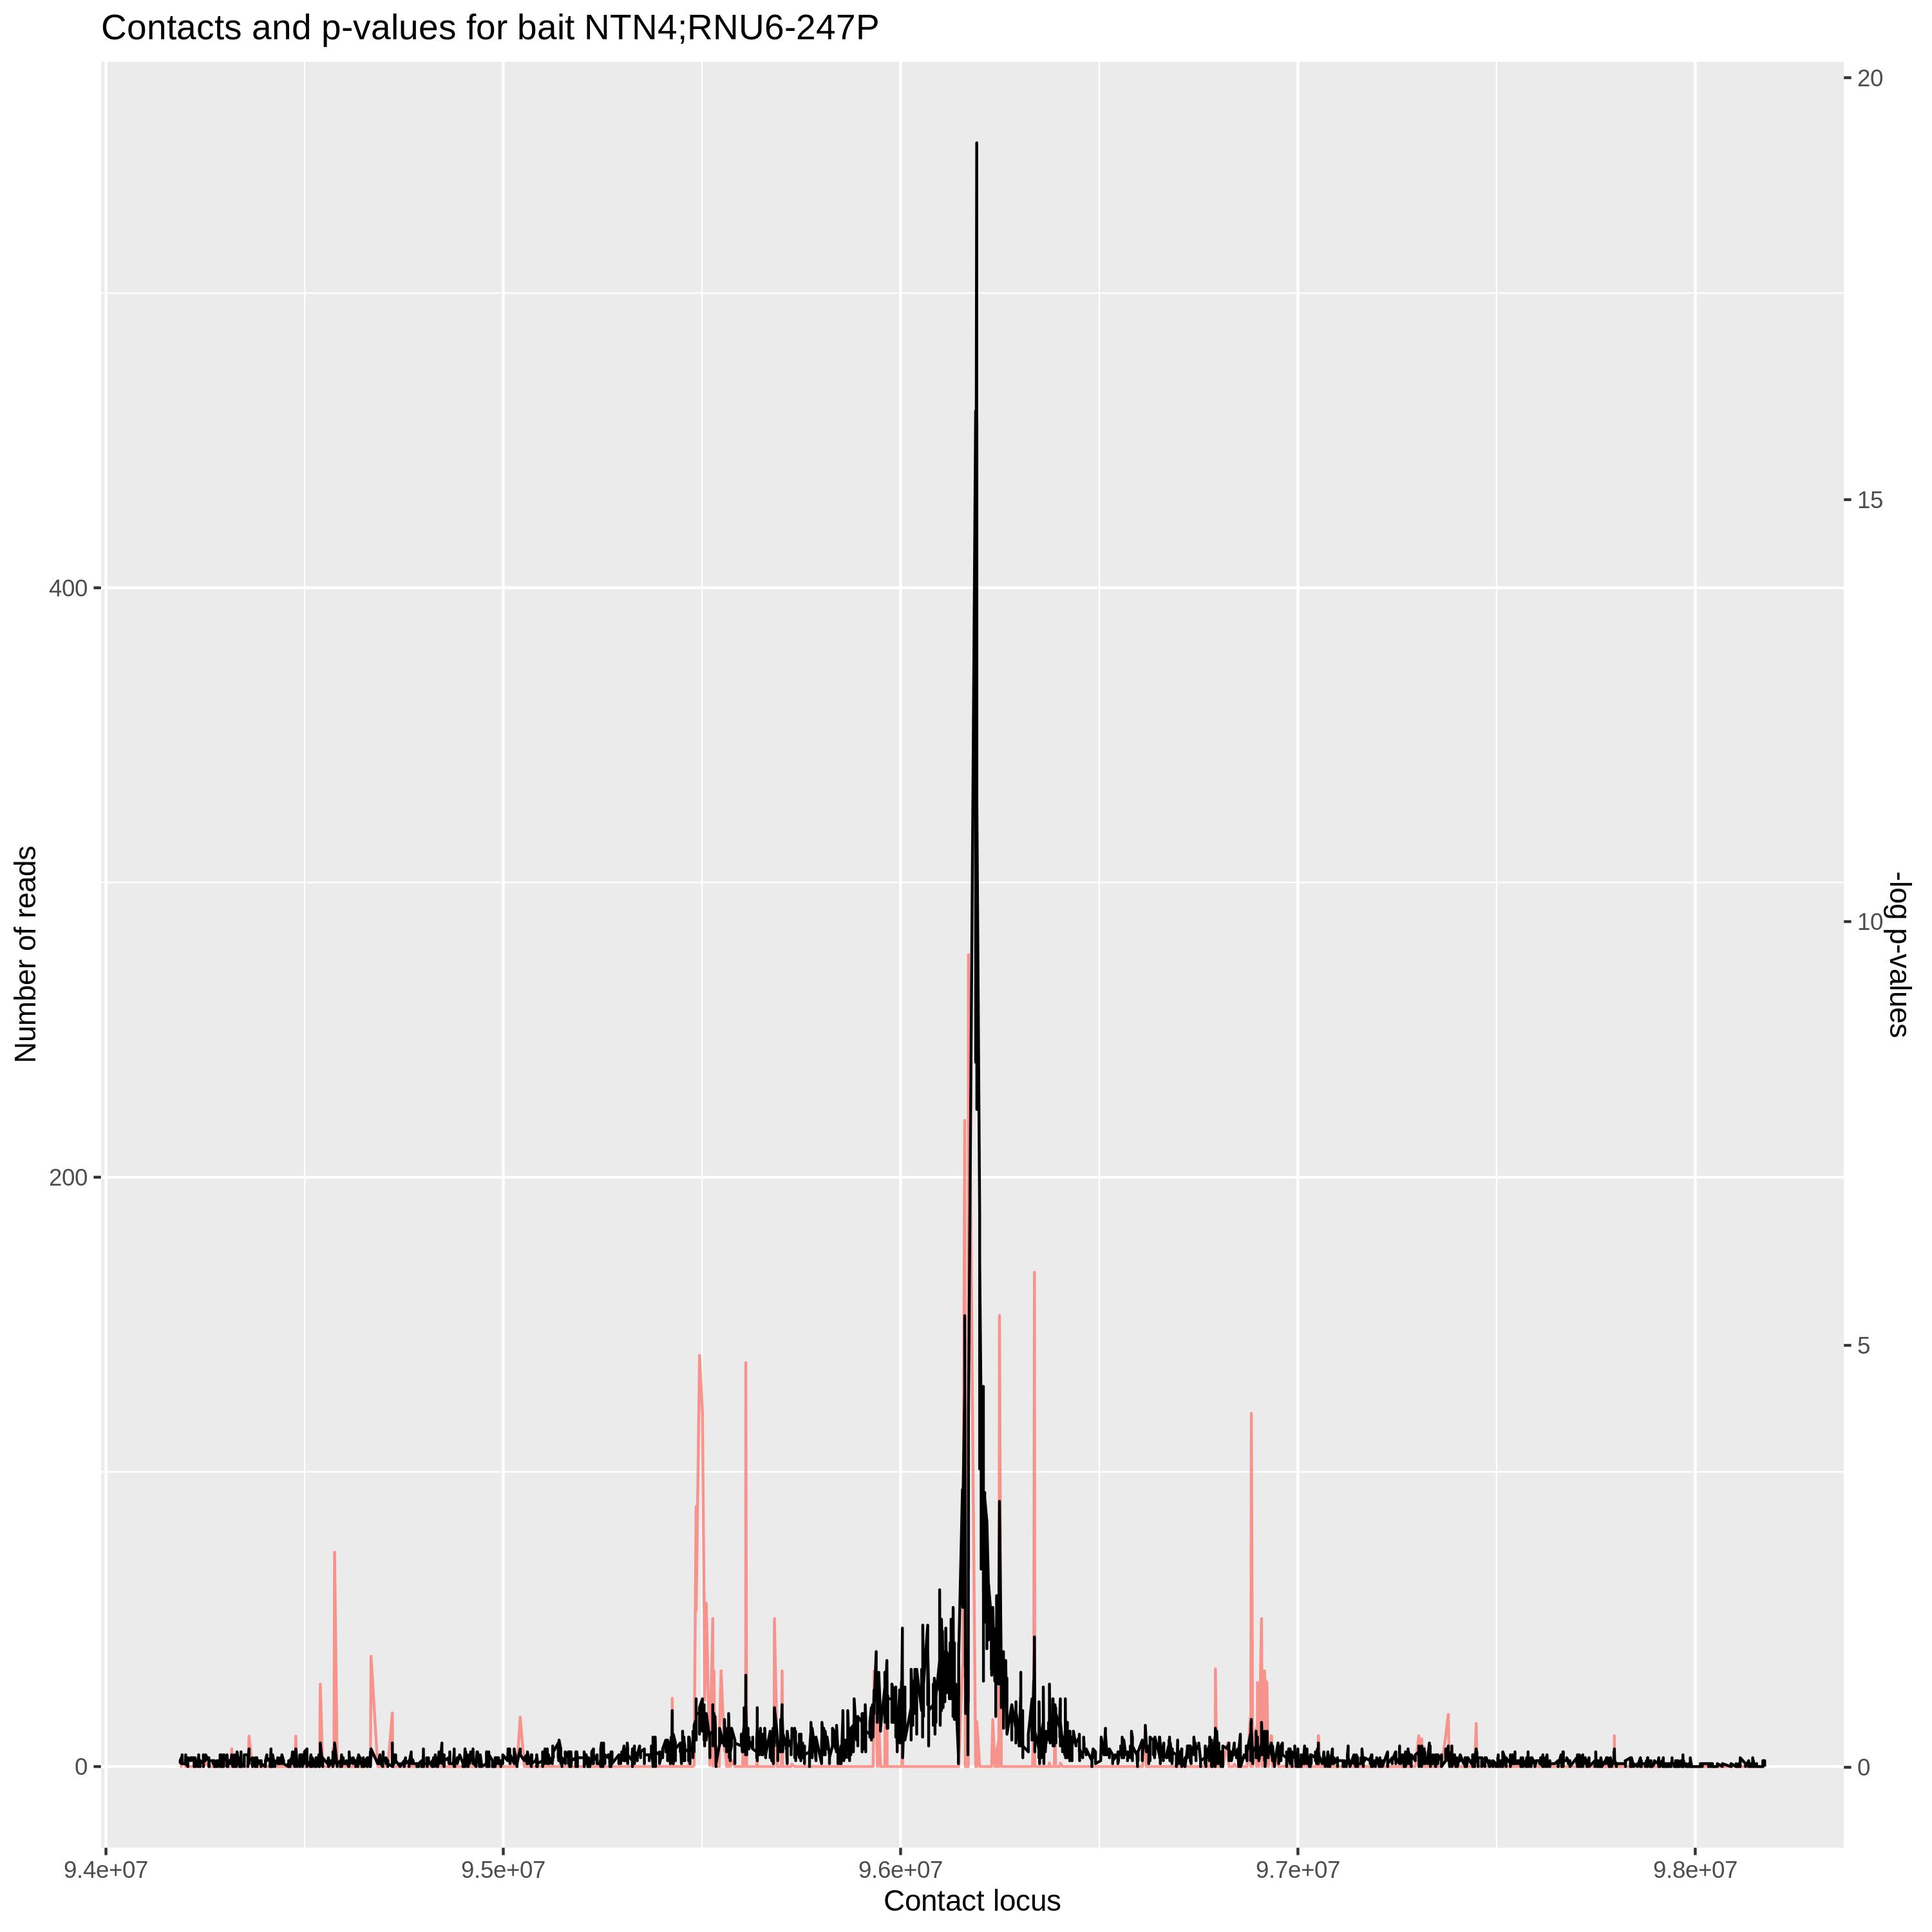 Contacts and p-values for bait NTN4;RNU6-247P
Number of reads
400
200
0
20
15
10
5
0
-log p-values
9.4e+07
9.5e+07
9.6e+07
9.7e+07
9.8e+07
Contact locus